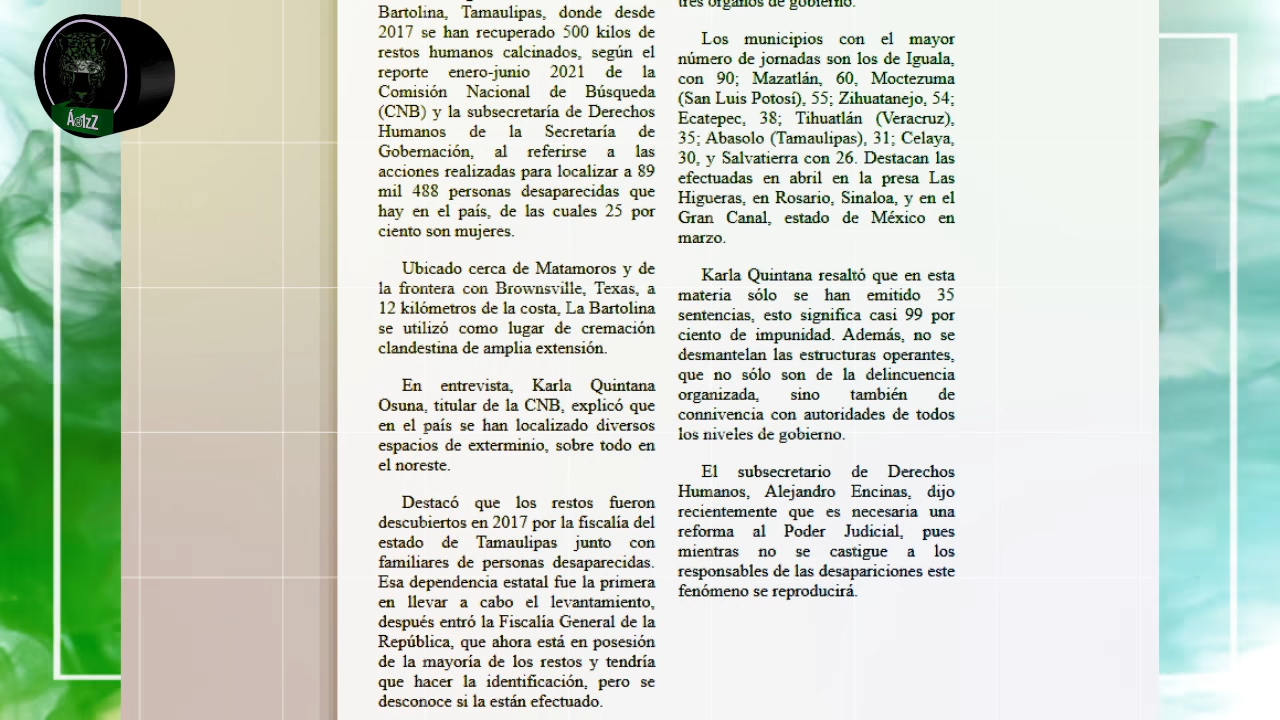 Bartolina, Tamaulipas, donde desde
2017 se han recuperado 500 kilos de
restos humanos calcinados, según el
reporte enero-junio 2021 de la
Comisión Nacional de Búsqueda
(CNB) y la subsecretaría de Derechos
Humanos de la Secretaría de
Gobernación, al referirse a las
acciones realizadas para localizar a 89
mil 488 personas desaparecidas que
hay en el país, de las cuales 25 por
ciento son mujeres.
Ubicado cerca de Matamoros y de
la frontera con Brownsville, Texas, a
12 kilómetros de la costa, La Bartolina
se utilizó como lugar de cremación
clandestina de amplia extensión.
En entrevista, Karla Quintana
Osuna, titular de la CNB, explicó que
en el país se han localizado diversos
espacios de exterminio, sobre todo en
el noreste.
Destacó que los restos fueron
descubiertos en 2017 por la fiscalía del
estado de Tamaulipas junto con
familiares de personas desaparecidas.
Esa dependencia estatal fue la primera
en llevar a cabo el levantamiento,
después entró la Fiscalía General de la
República, que ahora está en posesión
de la mayoría de los restos y tendría
que hacer la identificación, pero se
desconoce si la están efectuado.
tres órganos de gobierno.
Los municipios con el mayor
número de jornadas son los de Iguala,
con 90; Mazatlán, 60, Moctezuma
(San Luis Potosí), 55; Zihuatanejo, 54;
Ecatepec, 38; Tihuatlán (Veracruz),
35; Abasolo (Tamaulipas), 31; Celaya,
30, y Salvatierra con 26. Destacan las
efectuadas en abril en la presa Las
Higueras, en Rosario, Sinaloa, y en el
Gran Canal, estado de México en
marzo.
Karla Quintana resaltó que en esta
materia sólo se han emitido 35
sentencias, esto significa casi 99 por
ciento de impunidad. Además, no se
desmantelan las estructuras operantes,
que no sólo son de la delincuencia
organizada, sino también de
connivencia con autoridades de todos
los niveles de gobierno.
El subsecretario de Derechos
Humanos, Alejandro Encinas, dijo
recientemente que es necesaria una
reforma al Poder Judicial, pues
mientras no se castigue a los
responsables de las desapariciones este
fenómeno se reproducirá.